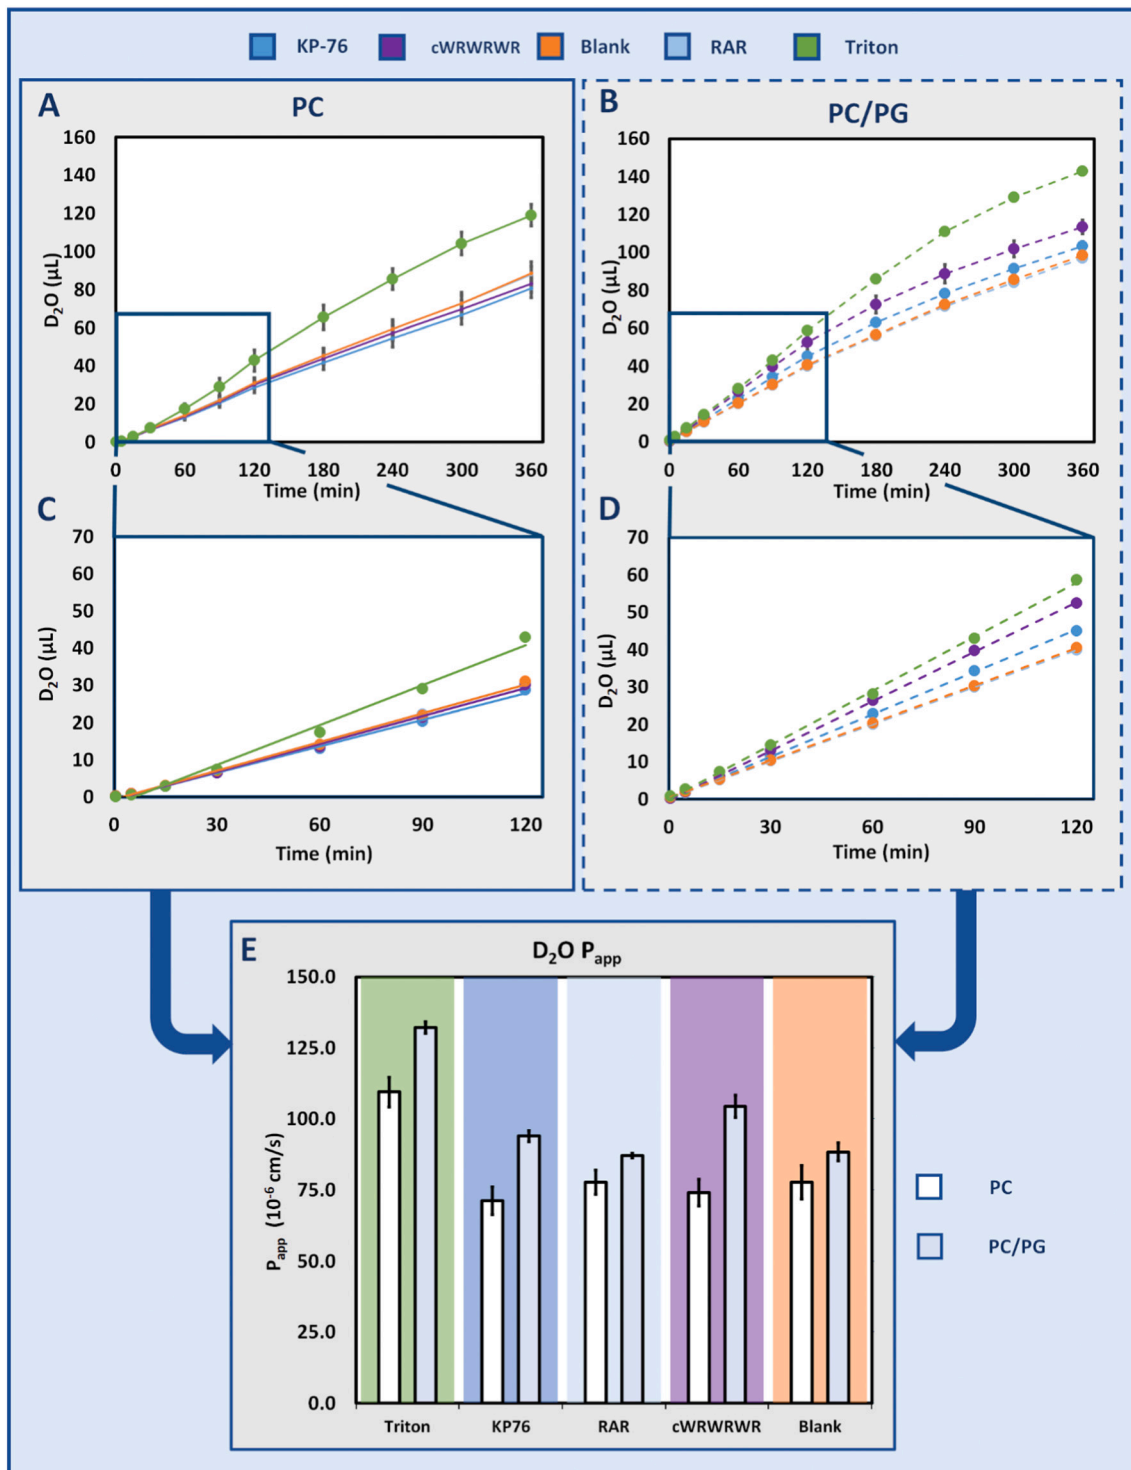 KP-76 cWRWRWR Blank RAR Triton
A PC
160
140
120
100
80
60
40
20
0
D₂O (μL)
0 60 120 180 240 300 360
Time (min)
B PC/PG
160
140
120
100
80
60
40
20
0
D₂O (μL)
0 60 120 180 240 300 360
Time (min)
C
70
60
50
40
30
20
10
0
D₂O (μL)
0 30 60 90 120
Time (min)
D
70
60
50
40
30
20
10
0
D₂O (μL)
0 30 60 90 120
Time (min)
E D₂O Papp
150.0
125.0
100.0
75.0
50.0
25.0
0.0
Papp (10⁻⁶ cm/s)
Triton KP76 RAR cWRWRWR Blank
PC
PC/PG